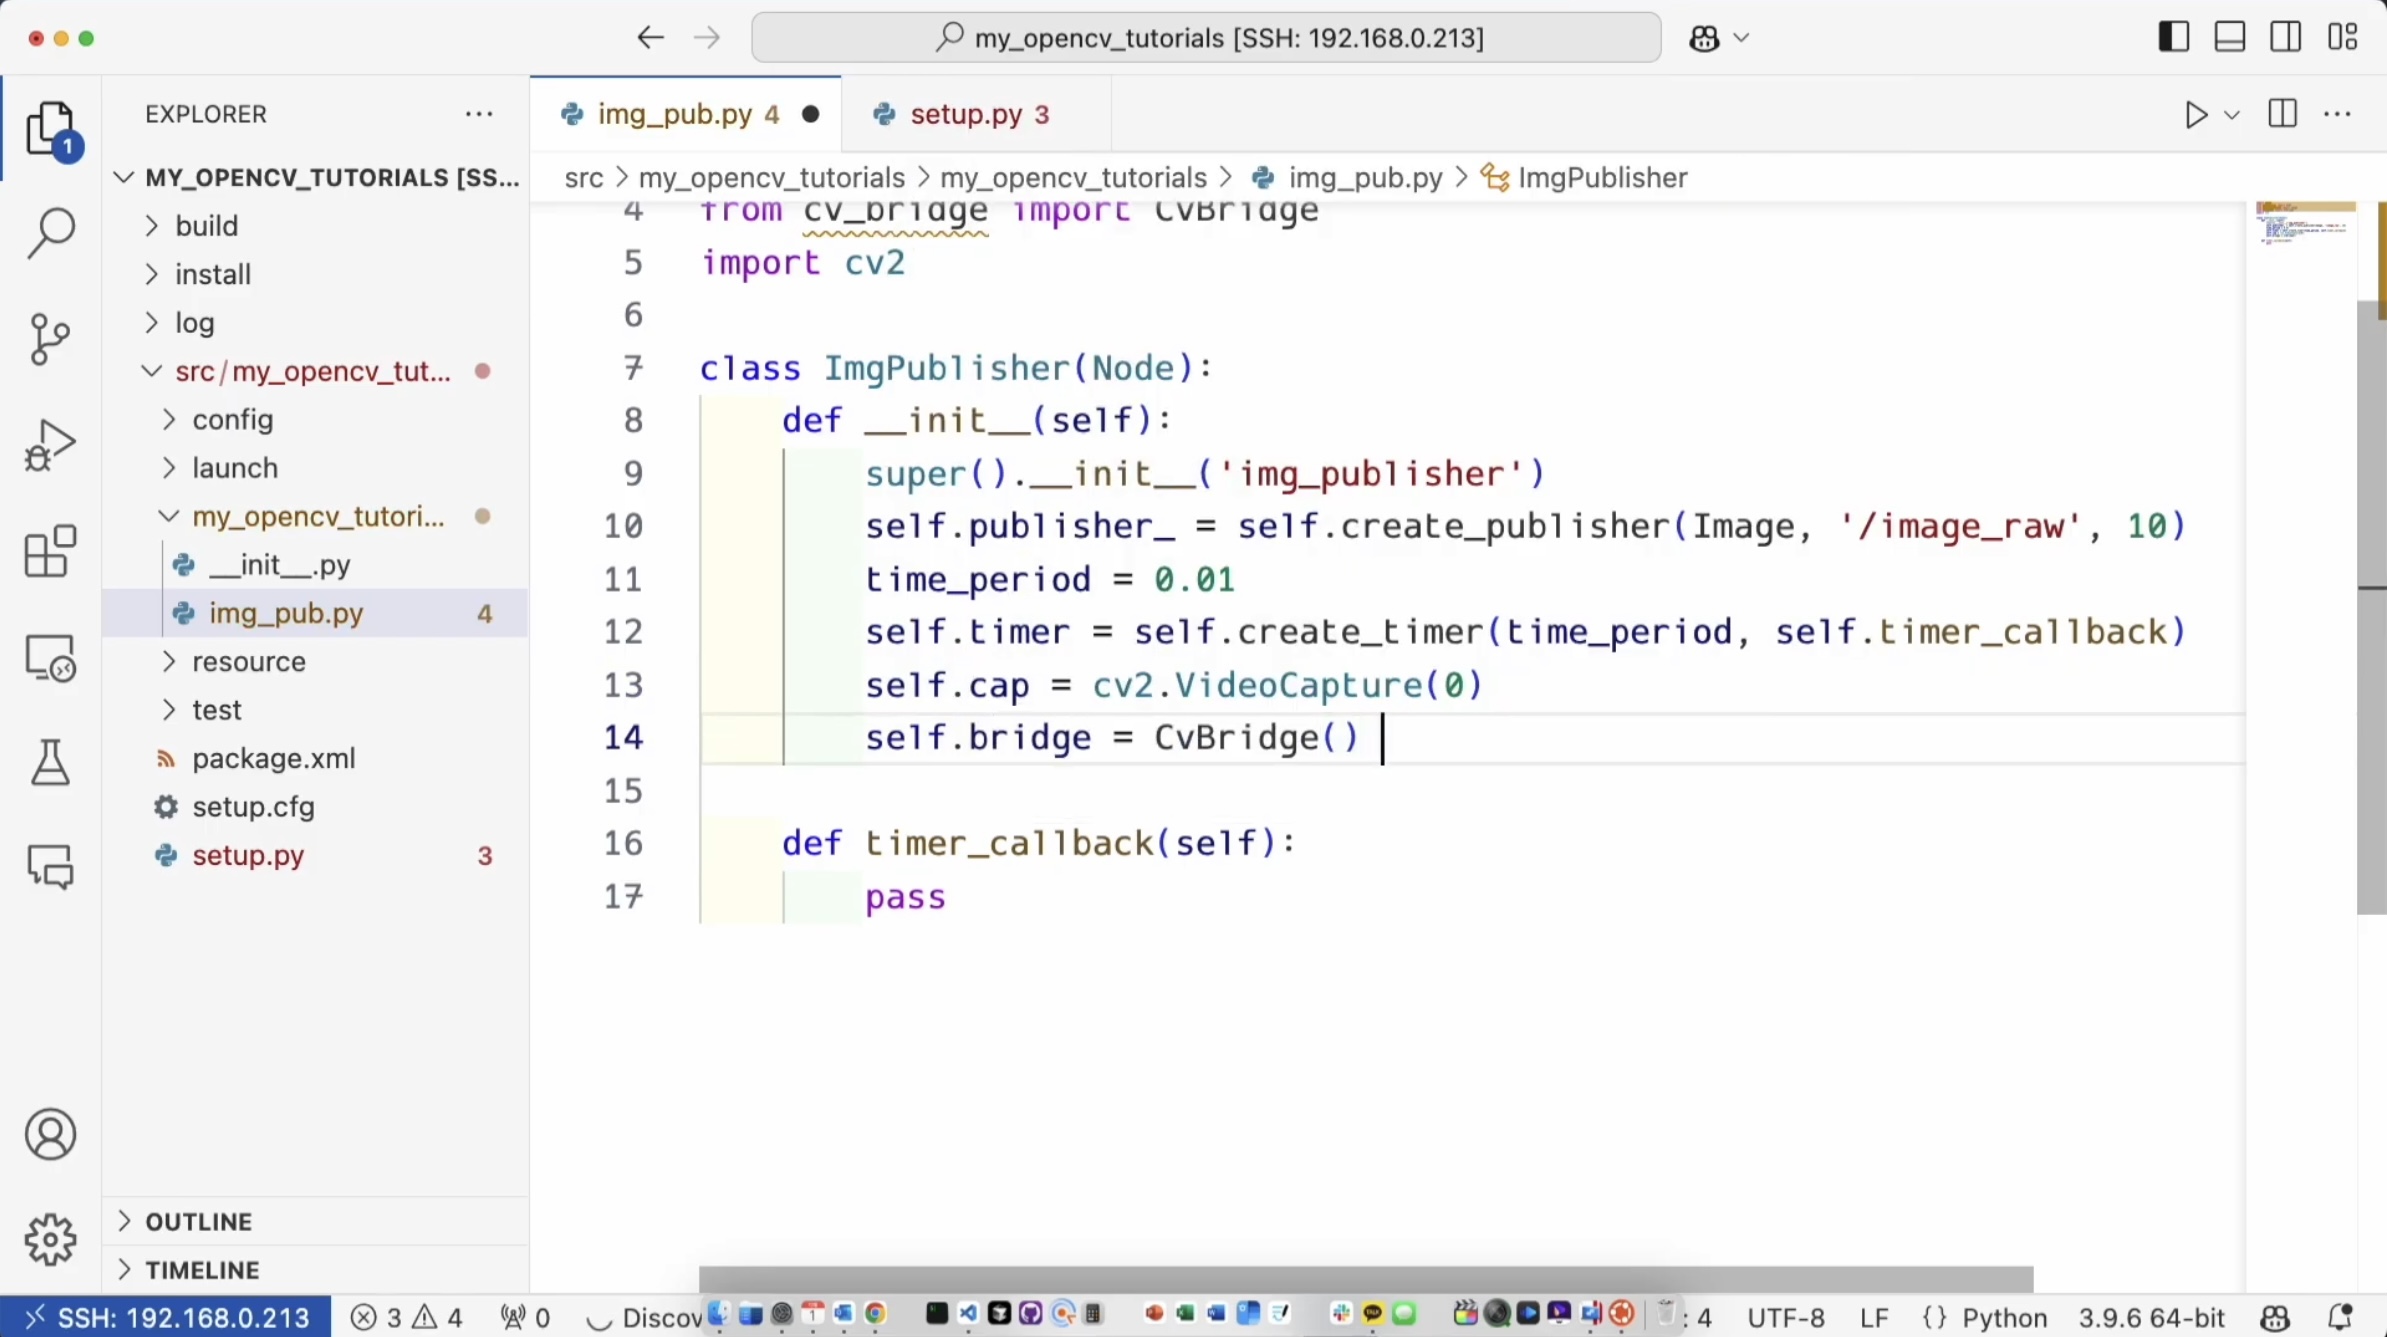 my_opencv_tutorials [SSH: 192.168.0.213]
EXPLORER
img_pub.py 4
setup.py 3
MY_OPENCV_TUTORIALS [SS...
src > my_opencv_tutorials > my_opencv_tutorials > img_pub.py > ImgPublisher
1
build
install
log
src/my_opencv_tut...
config
launch
my_opencv_tutori...
__init__.py
img_pub.py 4
resource
test
package.xml
setup.cfg
setup.py 3
OUTLINE
TIMELINE
4 from cv_bridge import CvBridge
5 import cv2
6
7 class ImgPublisher(Node):
8 def __init__(self):
9 super().__init__('img_publisher')
10 self.publisher_ = self.create_publisher(Image, '/image_raw', 10)
11 time_period = 0.01
12 self.timer = self.create_timer(time_period, self.timer_callback)
13 self.cap = cv2.VideoCapture(0)
14 self.bridge = CvBridge()
15
16 def timer_callback(self):
17 pass
SSH: 192.168.0.213 3 4 0 Discov : 4 UTF-8 LF {} Python 3.9.6 64-bit